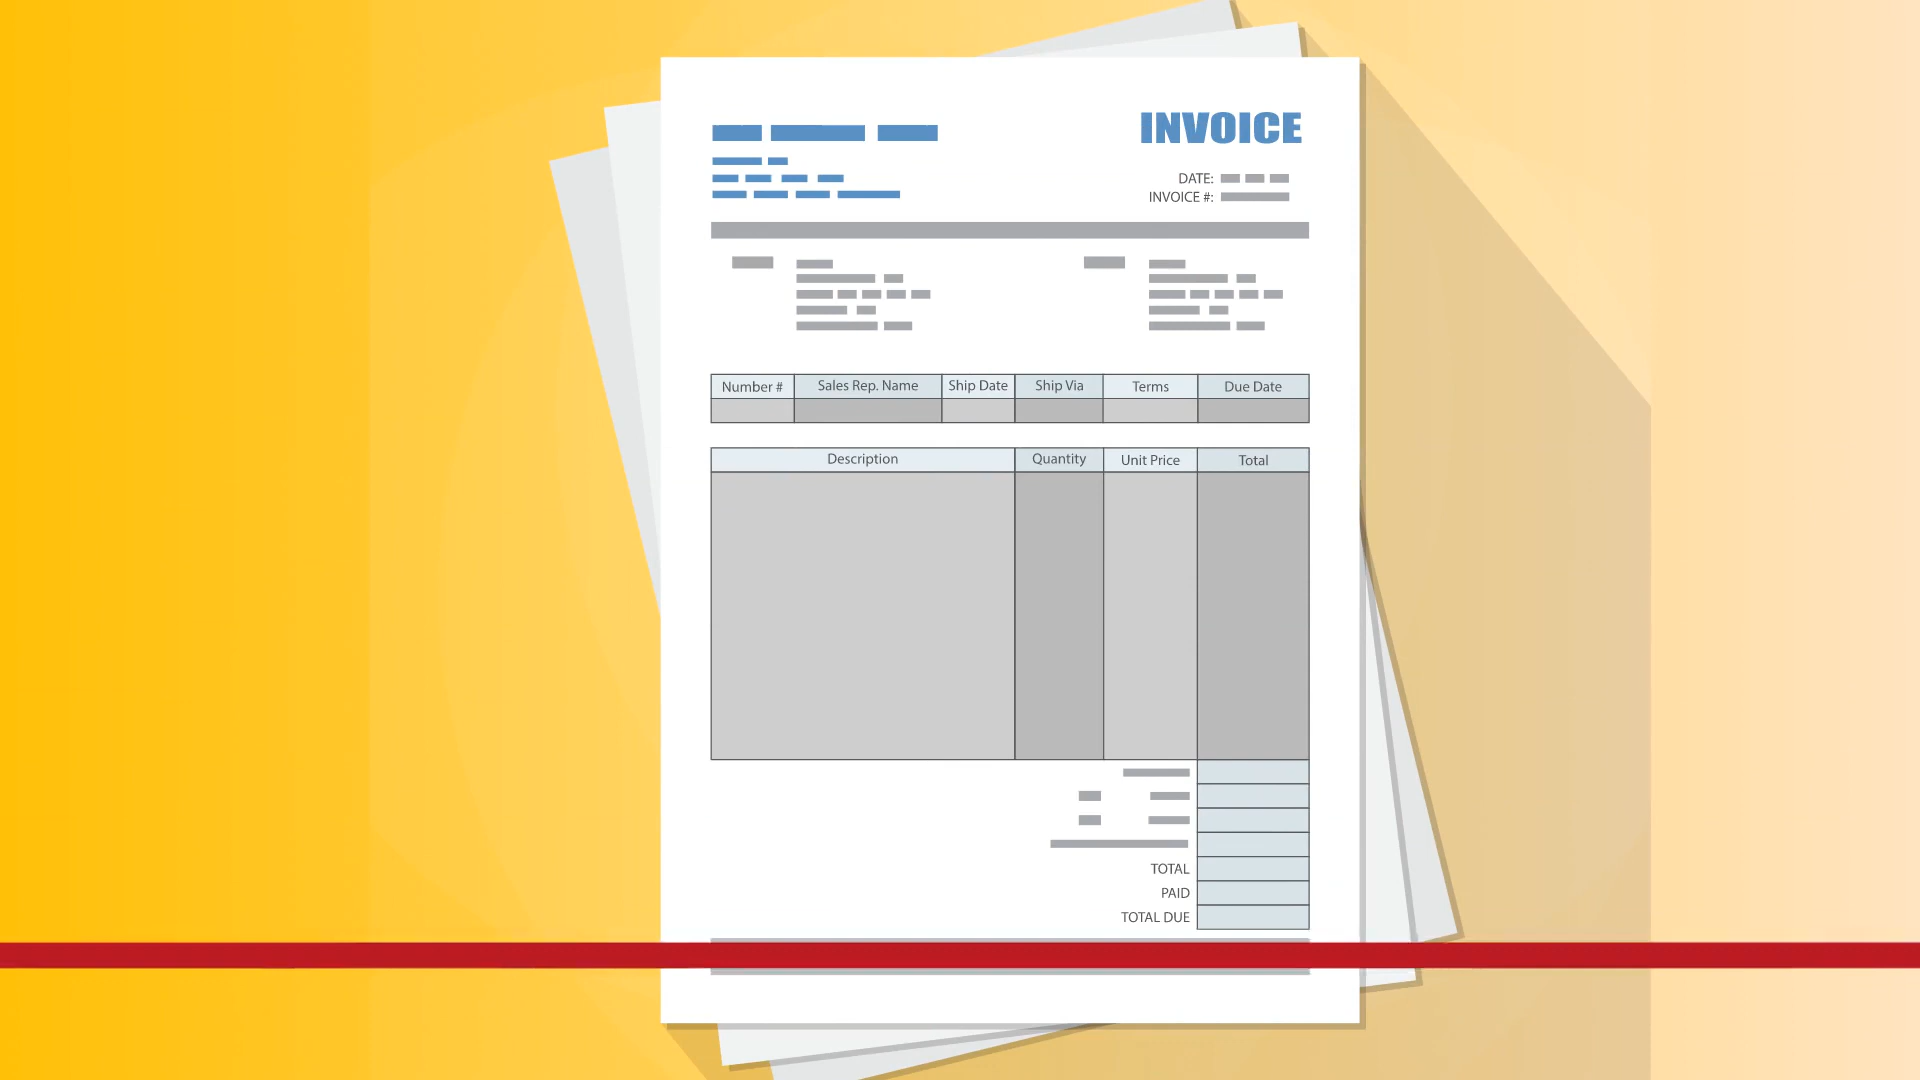 INVOICE
DATE:
INVOICE #:
Number # Sales Rep. Name Ship Date Ship Via Terms Due Date
Description Quantity Unit Price Total
TOTAL
PAID
TOTAL DUE